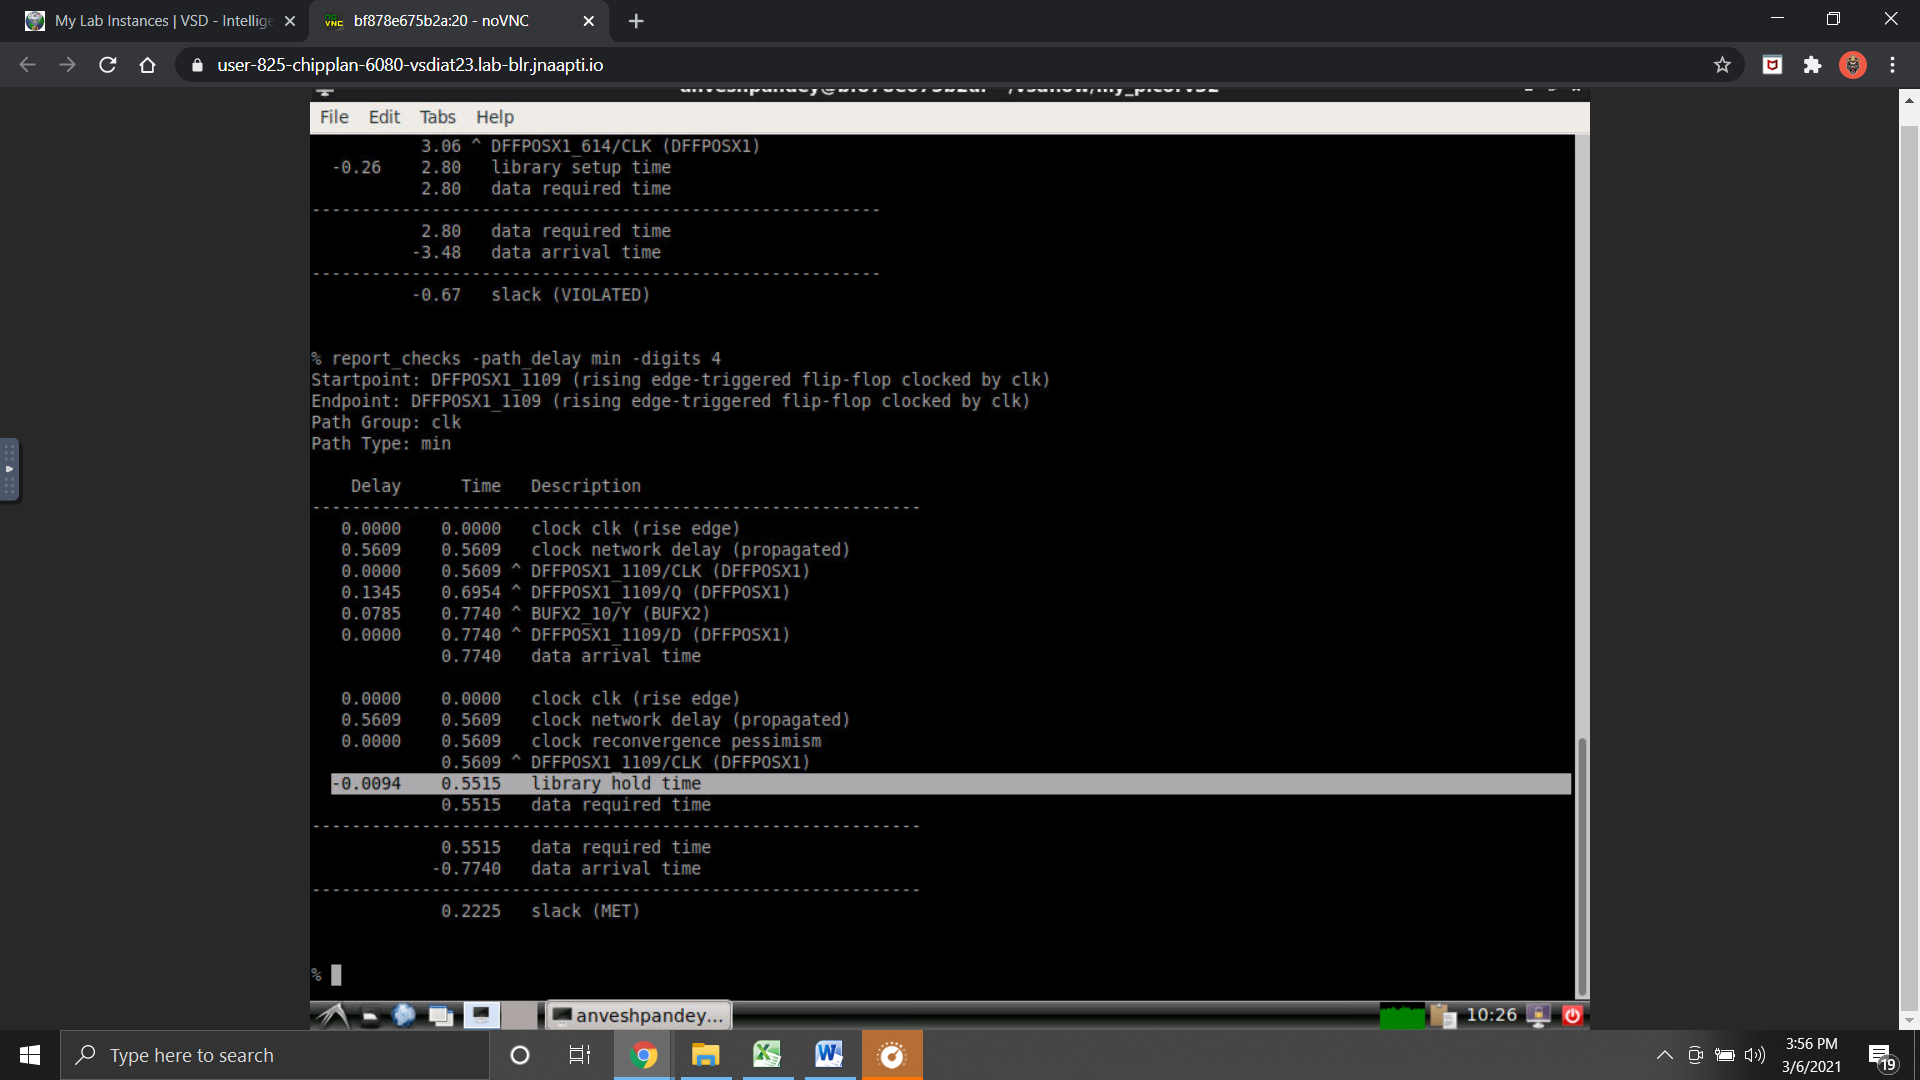 My Lab Instances | VSD - Intellige
bf878e675b2a:20 - noVNC
user-825-chipplan-6080-vsdiat23.lab-blr.jnaapti.io
File Edit Tabs Help
3.06 ^ DFFPOSX1_614/CLK (DFFPOSX1)
-0.26 2.80 library setup time
2.80 data required time
---------------------------------------------------------
2.80 data required time
-3.48 data arrival time
---------------------------------------------------------
-0.67 slack (VIOLATED)
% report_checks -path_delay min -digits 4
Startpoint: DFFPOSX1_1109 (rising edge-triggered flip-flop clocked by clk)
Endpoint: DFFPOSX1_1109 (rising edge-triggered flip-flop clocked by clk)
Path Group: clk
Path Type: min
Delay Time Description
-------------------------------------------------------------
0.0000 0.0000 clock clk (rise edge)
0.5609 0.5609 clock network delay (propagated)
0.0000 0.5609 ^ DFFPOSX1_1109/CLK (DFFPOSX1)
0.1345 0.6954 ^ DFFPOSX1_1109/Q (DFFPOSX1)
0.0785 0.7740 ^ BUFX2_10/Y (BUFX2)
0.0000 0.7740 ^ DFFPOSX1_1109/D (DFFPOSX1)
0.7740 data arrival time
0.0000 0.0000 clock clk (rise edge)
0.5609 0.5609 clock network delay (propagated)
0.0000 0.5609 clock reconvergence pessimism
0.5609 ^ DFFPOSX1_1109/CLK (DFFPOSX1)
-0.0094 0.5515 library hold time
0.5515 data required time
-------------------------------------------------------------
0.5515 data required time
-0.7740 data arrival time
-------------------------------------------------------------
0.2225 slack (MET)
%
anveshpandey...
10:26
Type here to search
3:56 PM
3/6/2021
19